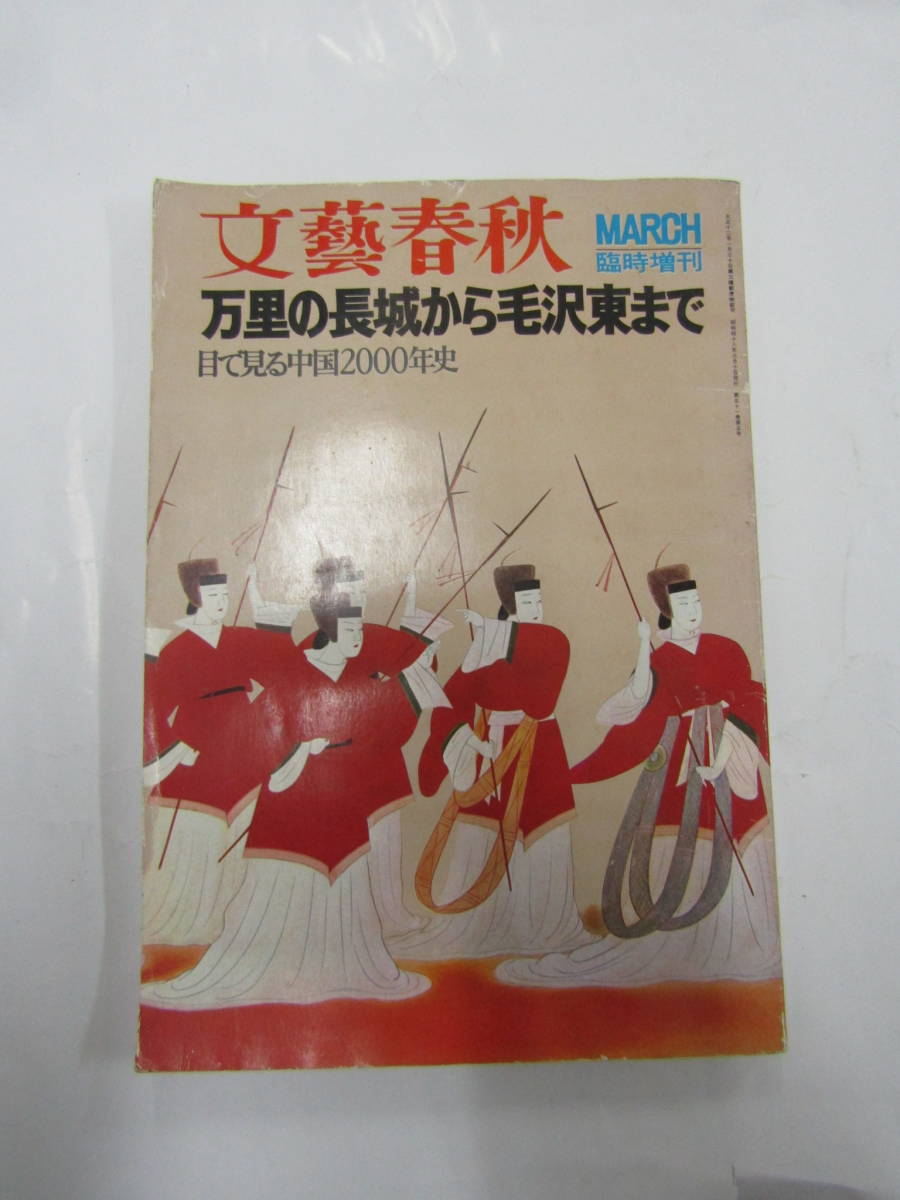 文藝春秋
MARCH
臨時増刊
万里の長城から毛沢東まで
目で見る中国2000年史